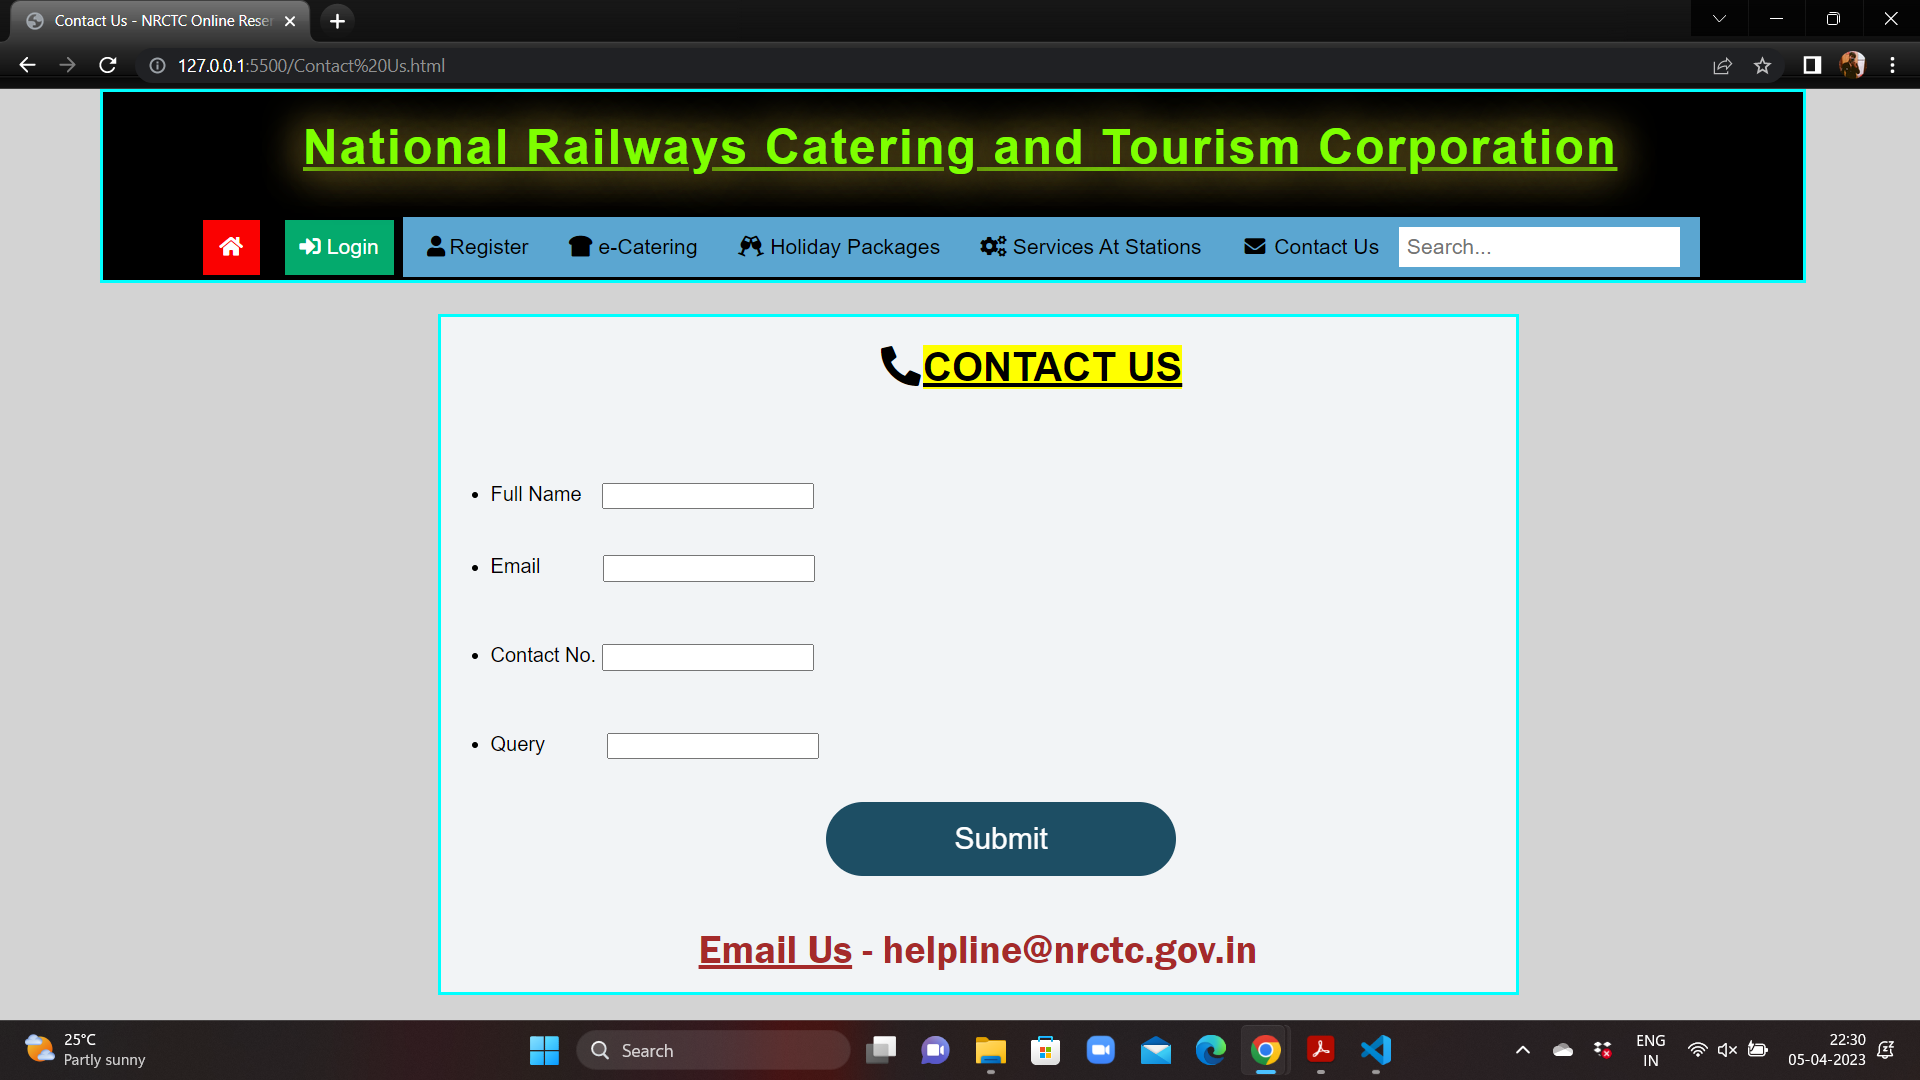 Contact Us - NRCTC Online Reser
127.0.0.1:5500/Contact%20Us.html
National Railways Catering and Tourism Corporation
Login Register e-Catering Holiday Packages Services At Stations Contact Us Search...
CONTACT US
• Full Name
• Email
• Contact No.
• Query
Submit
Email Us - helpline@nrctc.gov.in
25°C
Partly sunny
Search
ENG
IN
22:30
05-04-2023